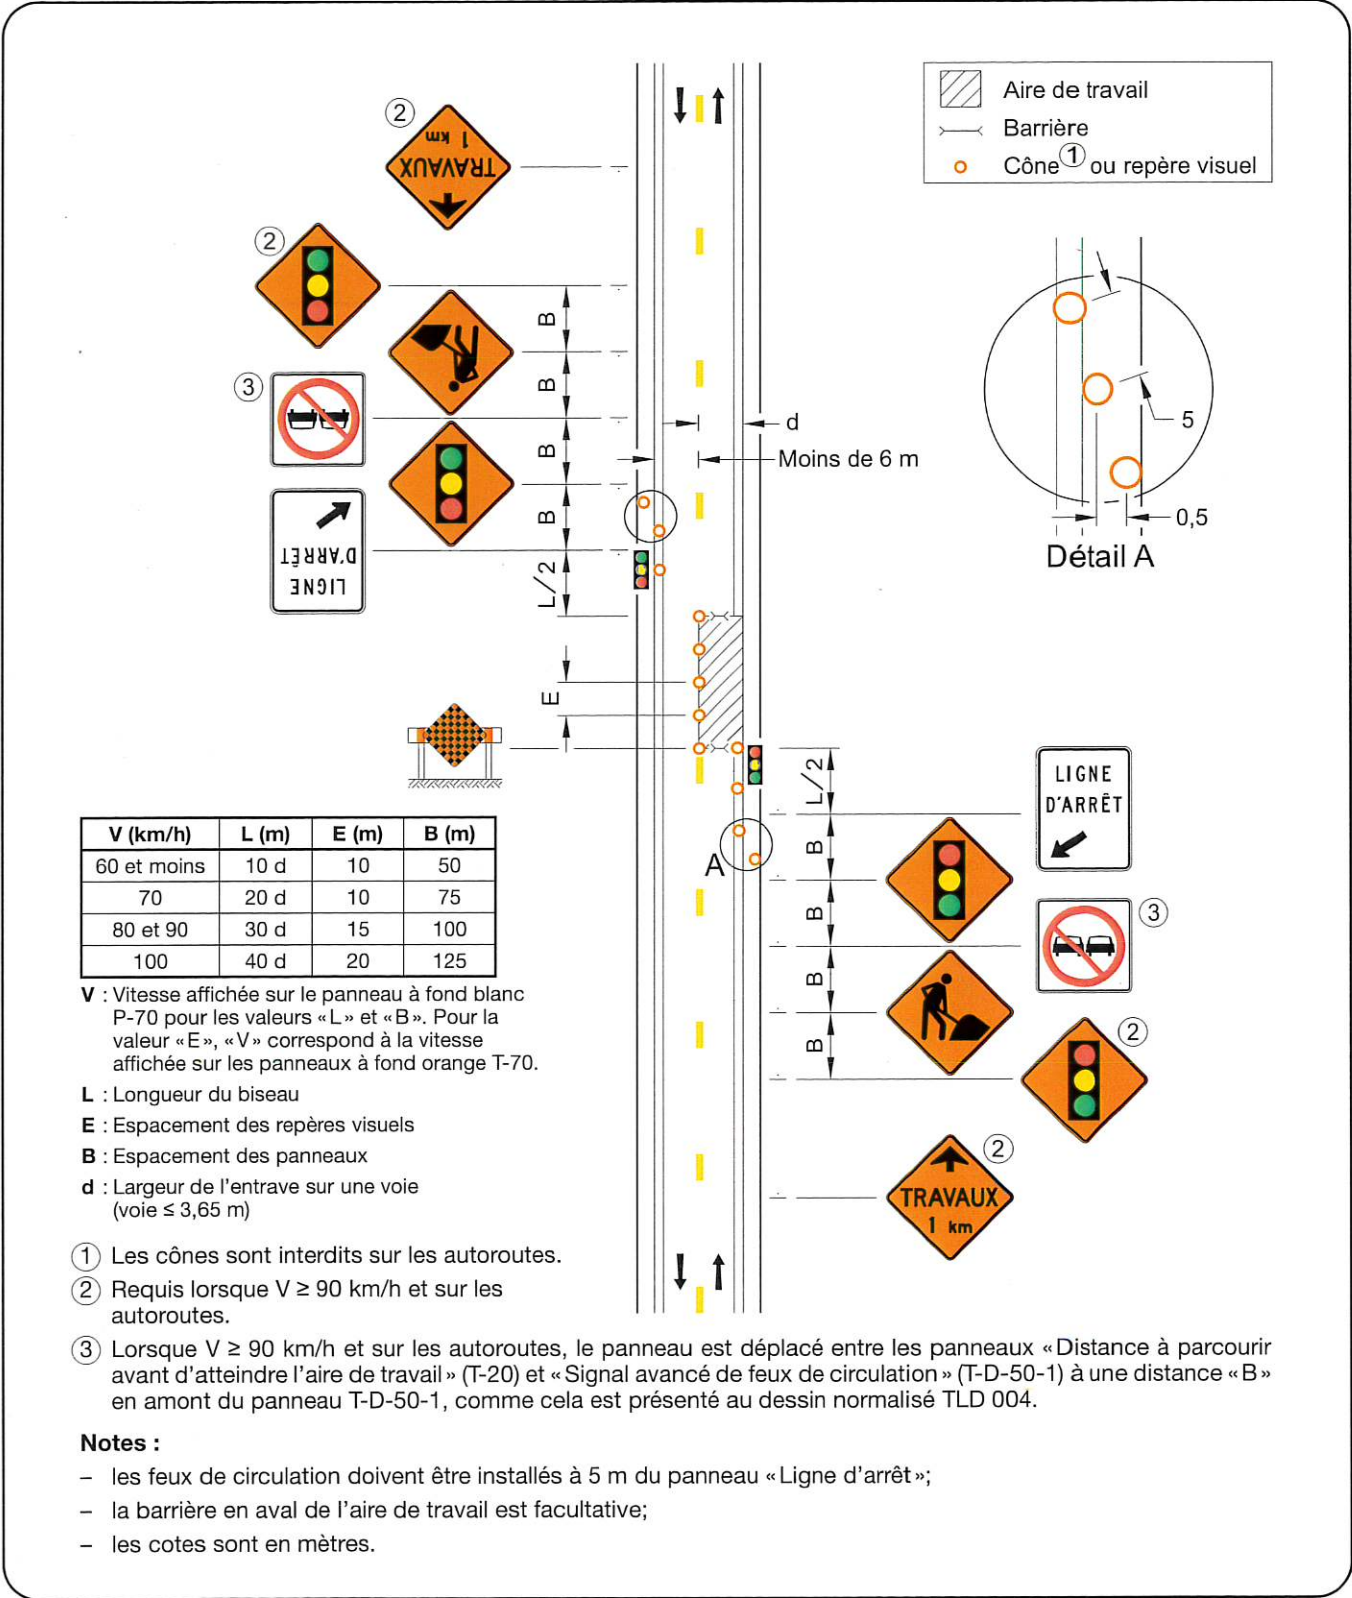 Aire de travail
Barrière
Cône ① ou repère visuel
②
TRAVAUX
1 km
②
B
B
③
B
B
LIGNE
D'ARRÊT
L/2
E
d
Moins de 6 m
5
0,5
Détail A
L/2
LIGNE
D'ARRÊT
A
B
B
③
B
B
②
②
TRAVAUX
1 km
V (km/h) L (m) E (m) B (m)
60 et moins 10 d 10 50
70 20 d 10 75
80 et 90 30 d 15 100
100 40 d 20 125
V : Vitesse affichée sur le panneau à fond blanc
P-70 pour les valeurs «L» et «B». Pour la
valeur «E», «V» correspond à la vitesse
affichée sur les panneaux à fond orange T-70.
L : Longueur du biseau
E : Espacement des repères visuels
B : Espacement des panneaux
d : Largeur de l'entrave sur une voie
(voie ≤ 3,65 m)
① Les cônes sont interdits sur les autoroutes.
② Requis lorsque V ≥ 90 km/h et sur les
autoroutes.
③ Lorsque V ≥ 90 km/h et sur les autoroutes, le panneau est déplacé entre les panneaux «Distance à parcourir
avant d'atteindre l'aire de travail» (T-20) et «Signal avancé de feux de circulation» (T-D-50-1) à une distance «B»
en amont du panneau T-D-50-1, comme cela est présenté au dessin normalisé TLD 004.
Notes :
– les feux de circulation doivent être installés à 5 m du panneau «Ligne d'arrêt»;
– la barrière en aval de l'aire de travail est facultative;
– les cotes sont en mètres.